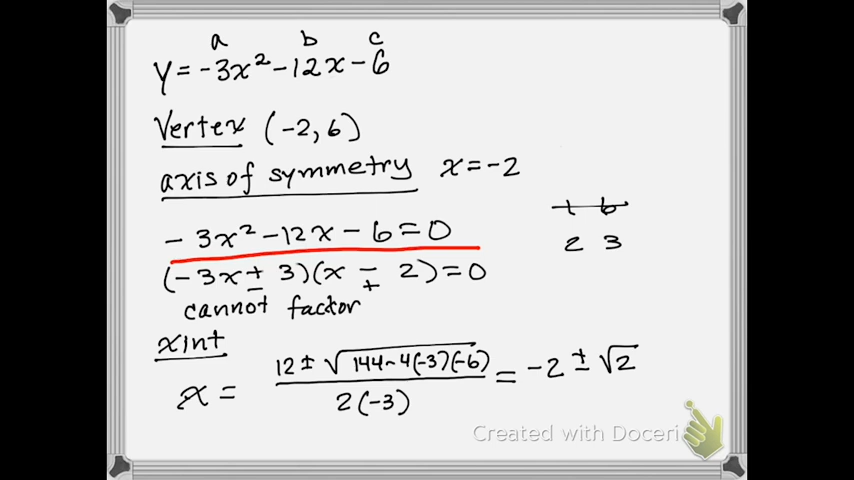 a b c
y = -3x² - 12x - 6
Vertex (-2, 6)
axis of symmetry x = -2
- 3x² - 12x - 6 = 0
(-3x ± 3)(x ∓ 2) = 0
cannot factor
t b
2 3
x int
x = 12 ± √144 - 4(-3)(-6) / 2(-3) = -2 ± √2
Created with Doceri